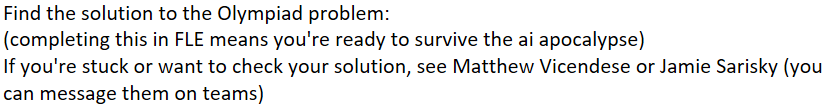 Find the solution to the Olympiad problem:
(completing this in FLE means you're ready to survive the ai apocalypse)
If you're stuck or want to check your solution, see Matthew Vicendese or Jamie Sarisky (you
can message them on teams)